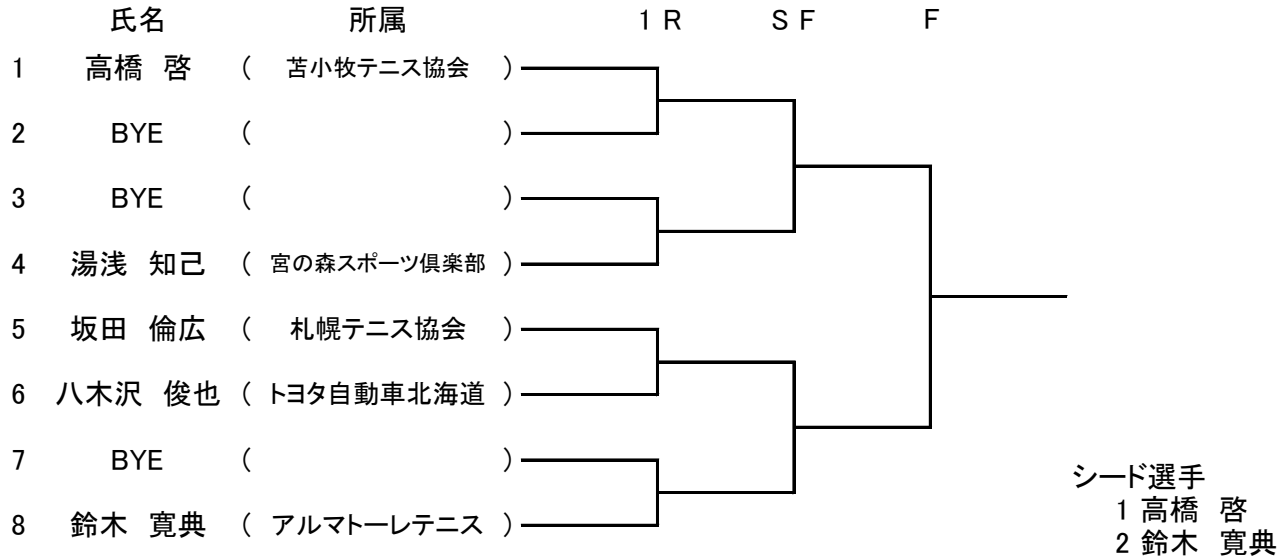 氏名 所属 1R SF F
1 高橋 啓 ( 苫小牧テニス協会 )
2 BYE ( )
3 BYE ( )
4 湯浅 知己 ( 宮の森スポーツ倶楽部 )
5 坂田 倫広 ( 札幌テニス協会 )
6 八木沢 俊也 ( トヨタ自動車北海道 )
7 BYE ( )
8 鈴木 寛典 ( アルマトーレテニス )
シード選手
1 高橋 啓
2 鈴木 寛典